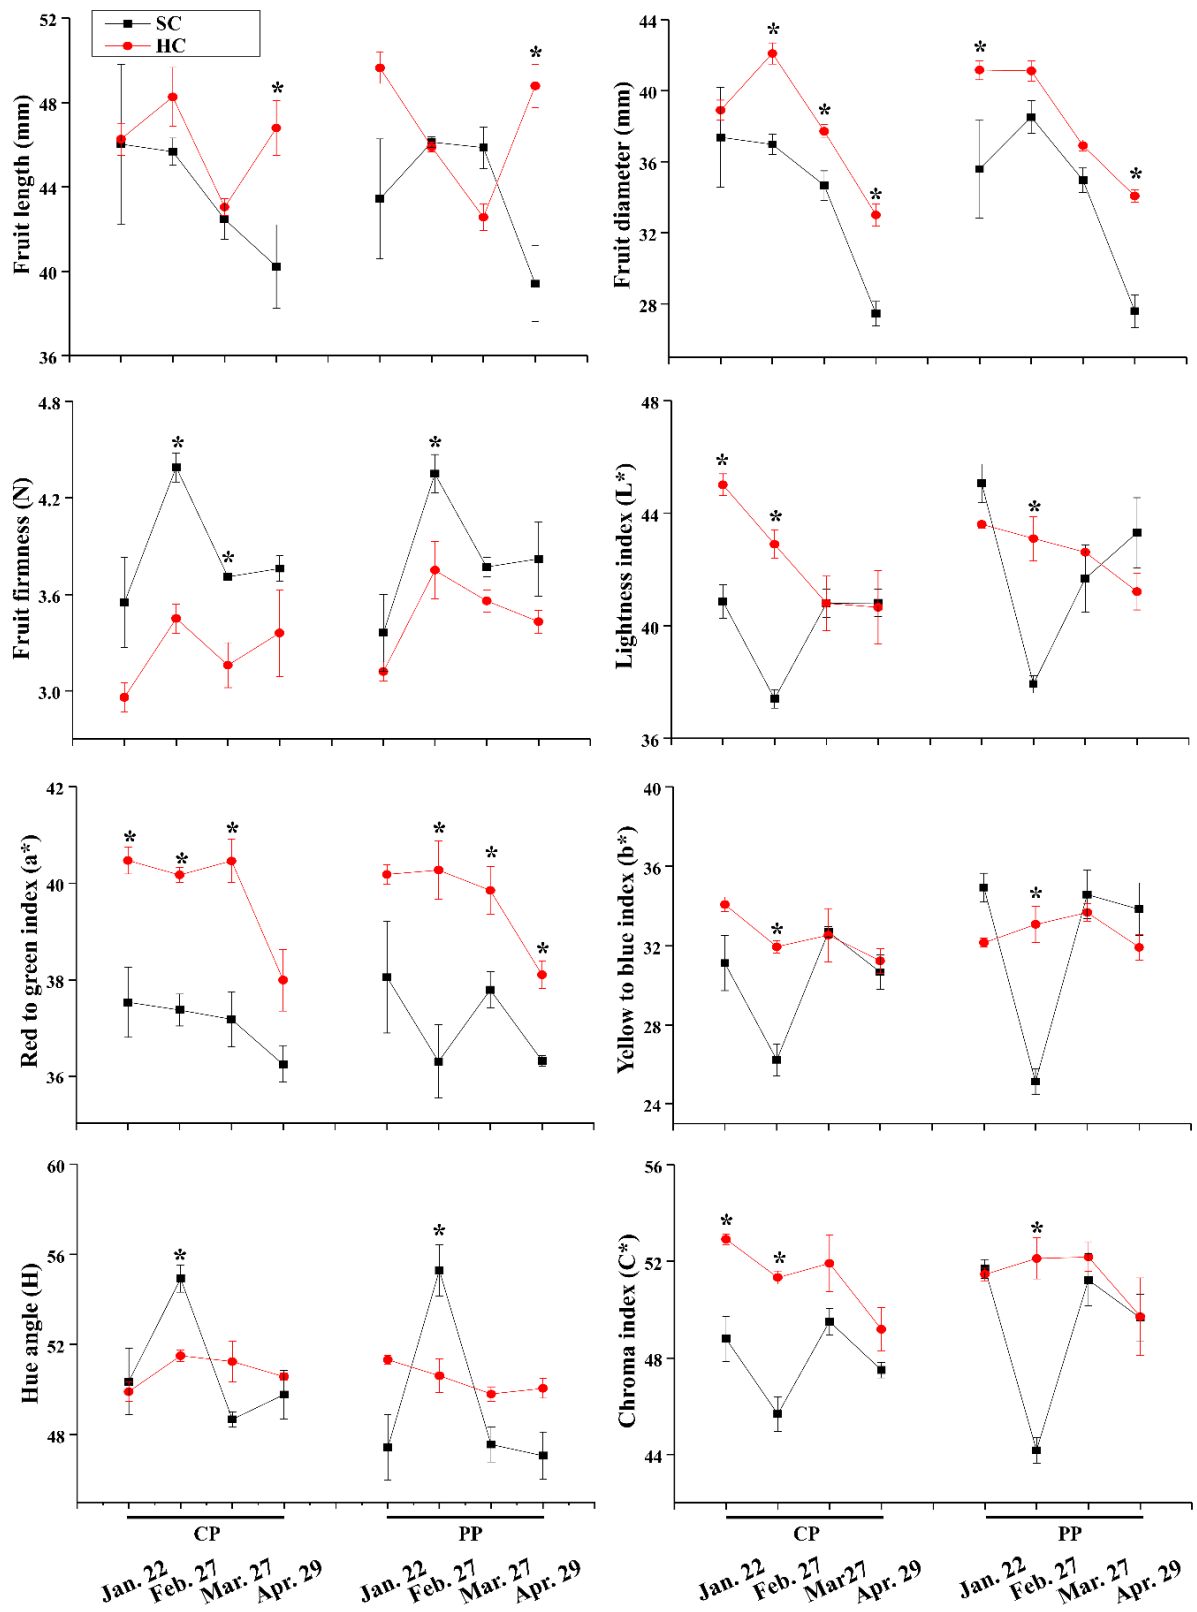 SC
HC
Fruit length (mm)
52
48
44
40
36
*
*
Fruit diameter (mm)
44
40
36
32
28
*
*
*
*
*
Fruit firmness (N)
4.8
4.2
3.6
3.0
*
*
*
Lightness index (L*)
48
44
40
36
*
*
*
Red to green index (a*)
42
40
38
36
*
*
*
*
*
*
Yellow to blue index (b*)
40
36
32
28
24
*
*
Hue angle (H)
60
56
52
48
*
*
Chroma index (C*)
56
52
48
44
*
*
*
CP
PP
Jan. 22
Feb. 27
Mar. 27
Apr. 29
Jan. 22
Feb. 27
Mar. 27
Apr. 29
CP
PP
Jan. 22
Feb. 27
Mar27
Apr. 29
Jan. 22
Feb. 27
Mar. 27
Apr. 29